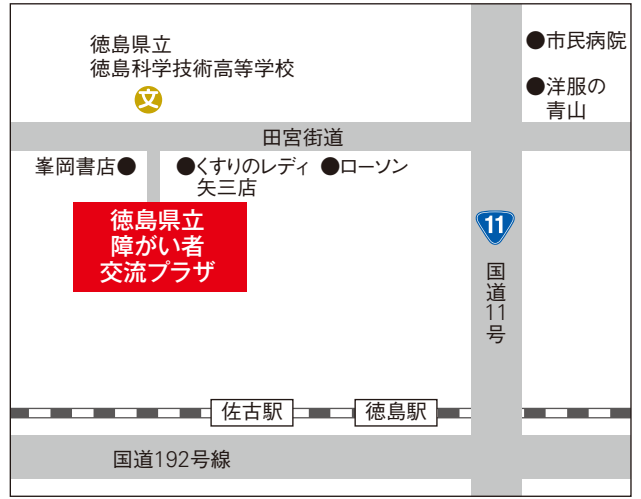 徳島県立
徳島科学技術高等学校
文
●市民病院
●洋服の
青山
田宮街道
峯岡書店●
●くすりのレディ
矢三店
●ローソン
徳島県立
障がい者
交流プラザ
11
国道11号
佐古駅
徳島駅
国道192号線